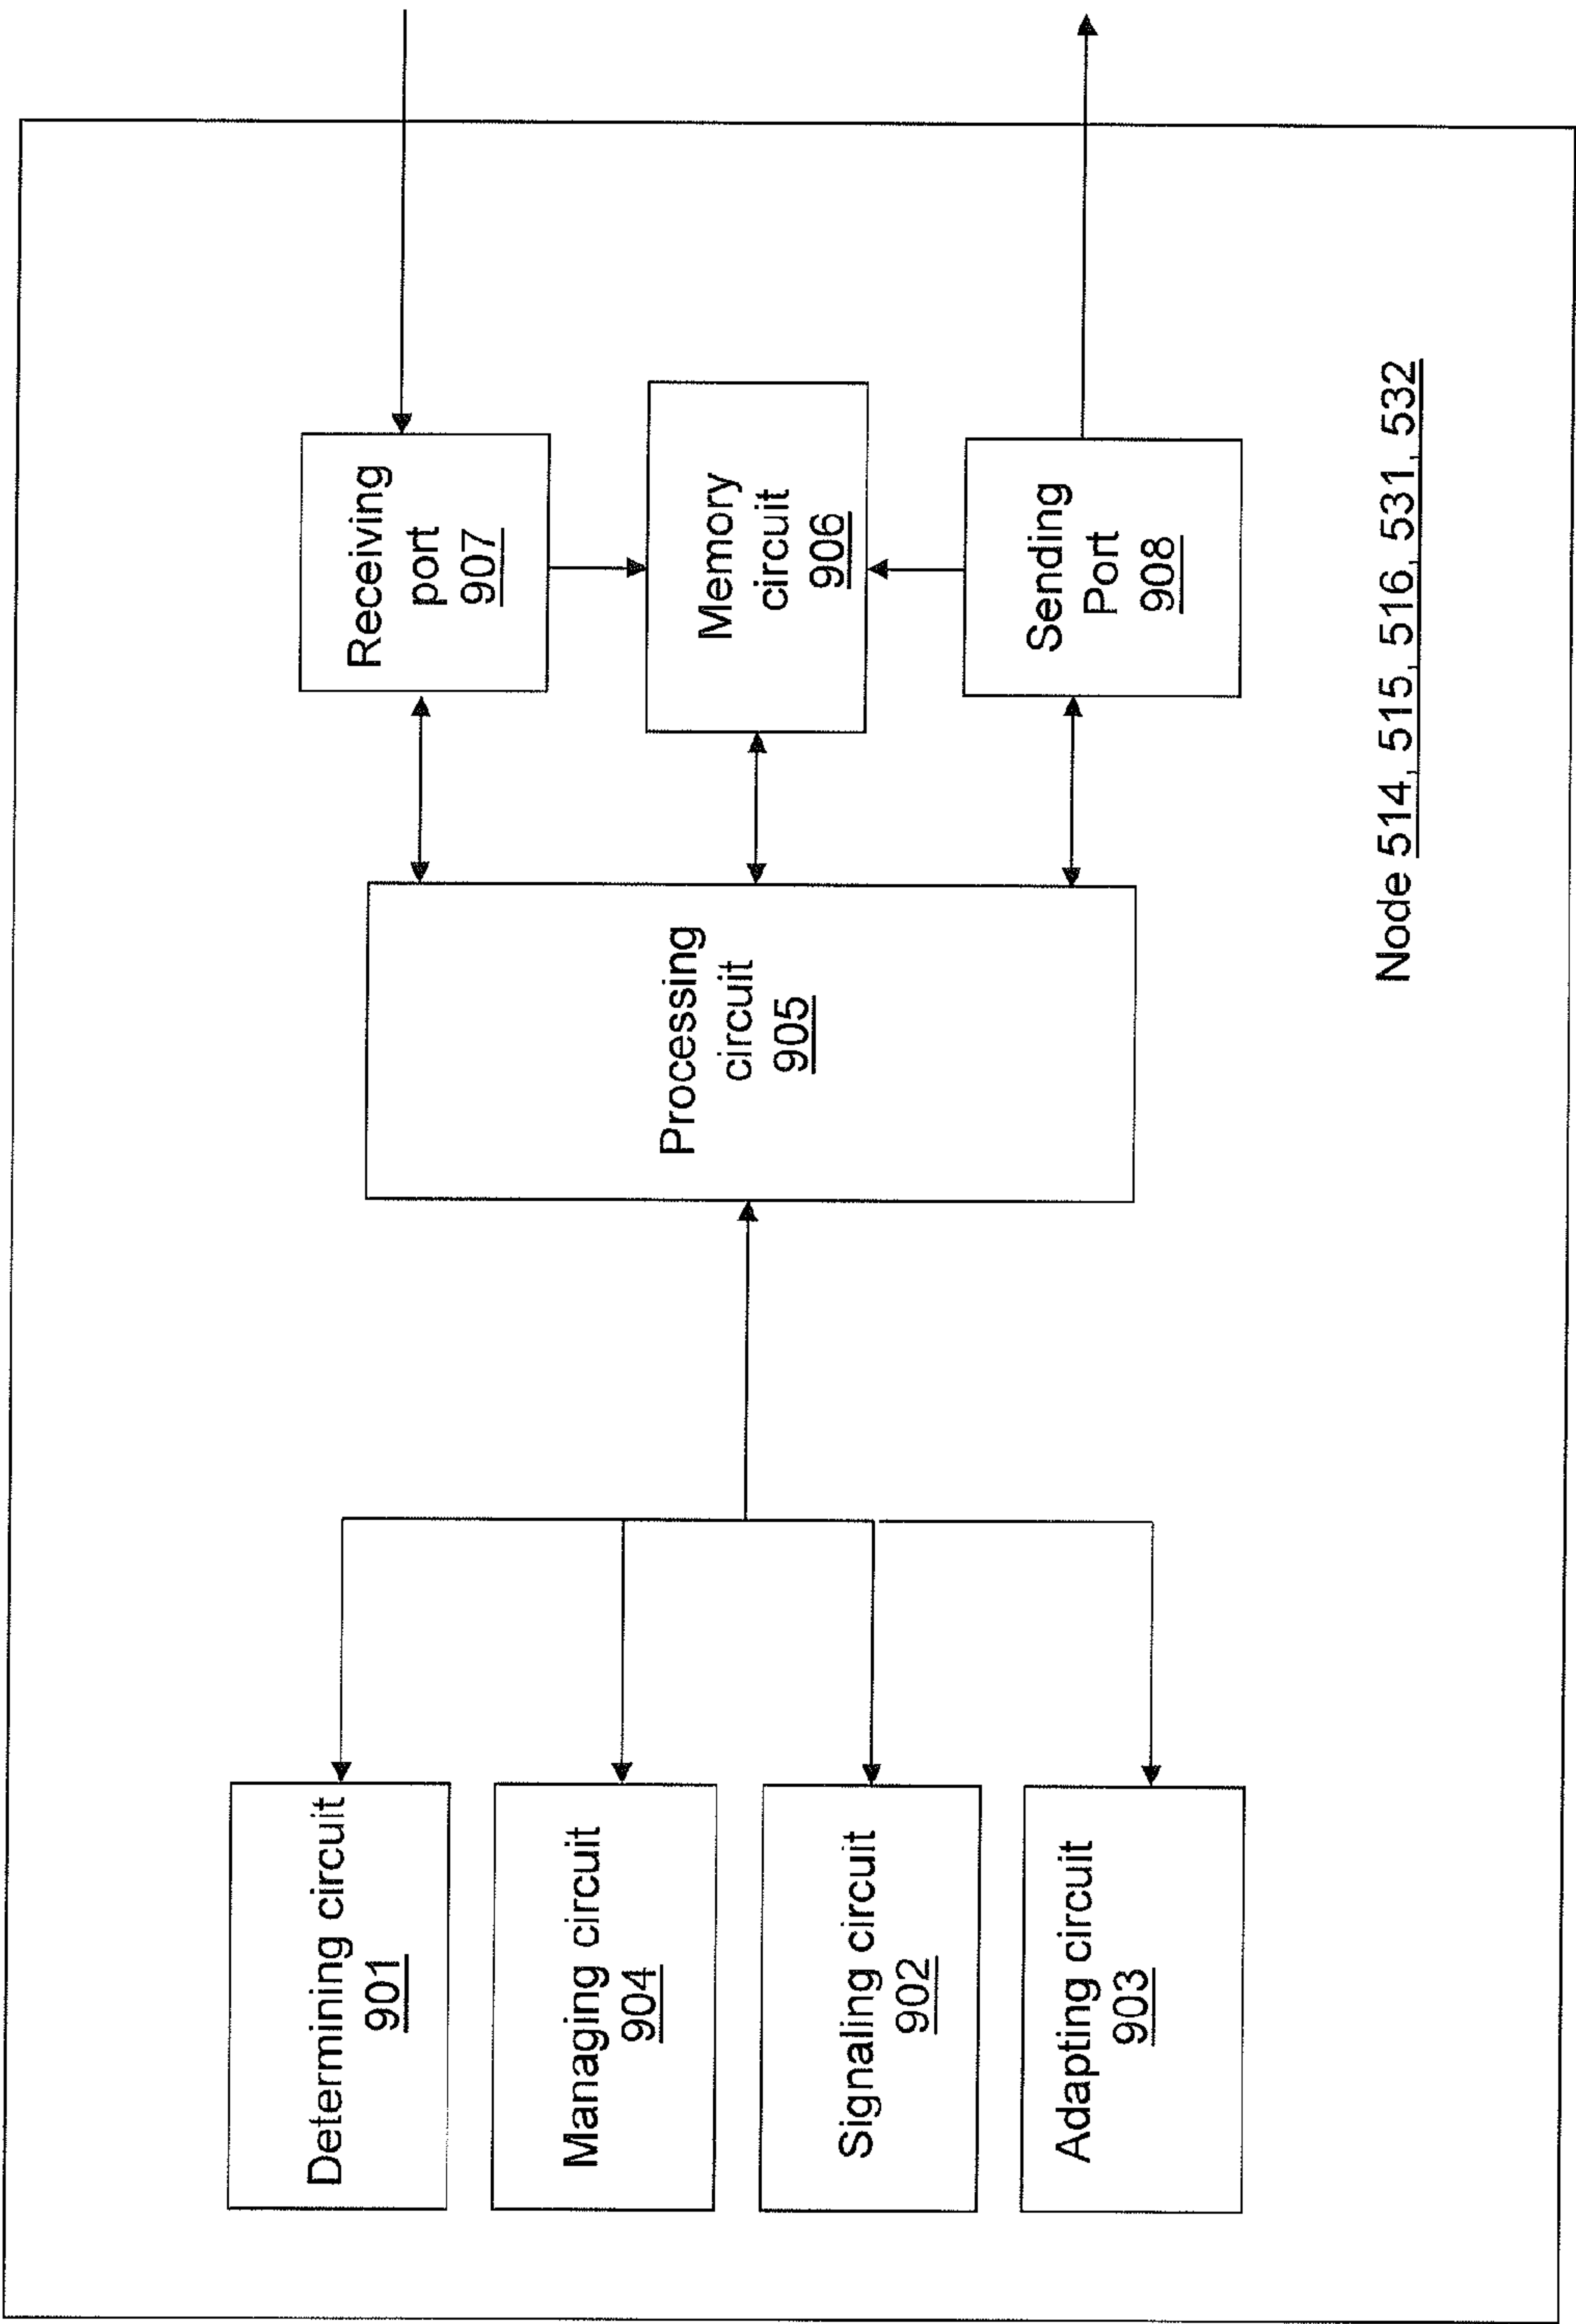 Determining circuit
901
Managing circuit
904
Signaling circuit
902
Adapting circuit
903
Processing
circuit
905
Receiving
port
907
Memory
circuit
906
Sending
Port
908
Node 514, 515, 516, 531, 532